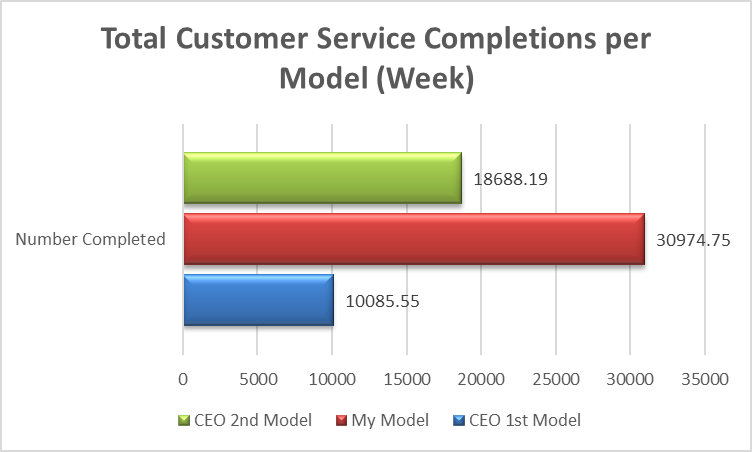 Total Customer Service Completions per
Model (Week)
0 5000 10000 15000 20000 25000 30000 35000
18688.19
Number Completed
30974.75
10085.55
CEO 2nd Model My Model CEO 1st Model